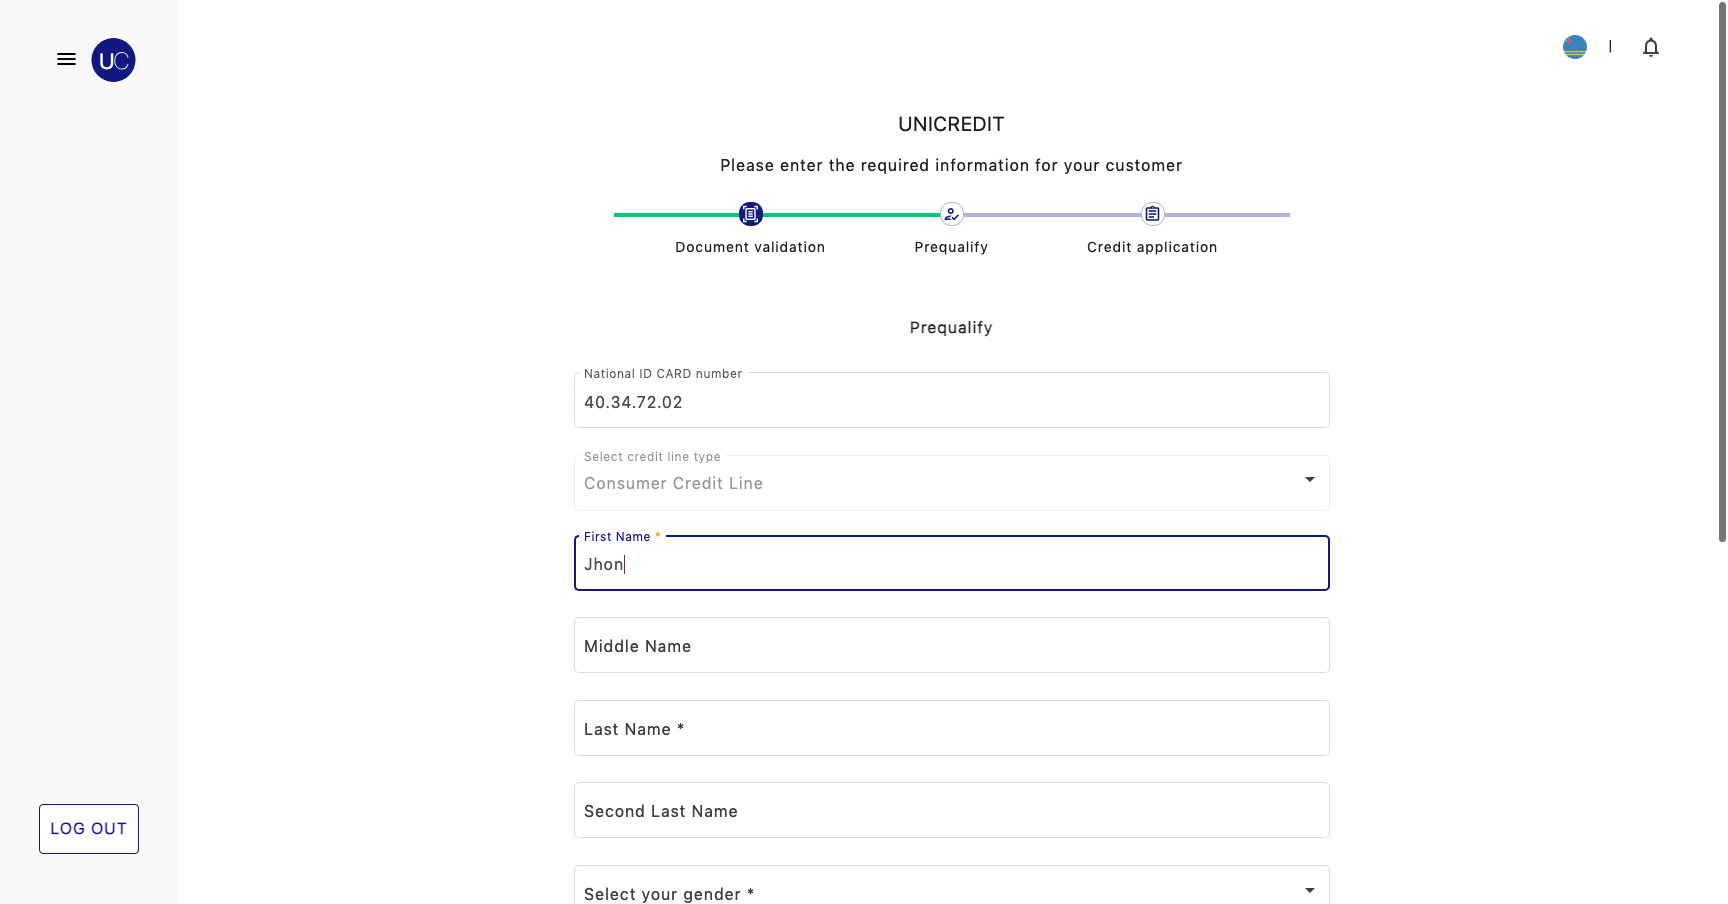 UC
UNICREDIT
Please enter the required information for your customer
Document validation
Prequalify
Credit application
Prequalify
National ID CARD number
40.34.72.02
Select credit line type
Consumer Credit Line
First Name *
Jhon
Middle Name
Last Name *
Second Last Name
LOG OUT
Select your gender *